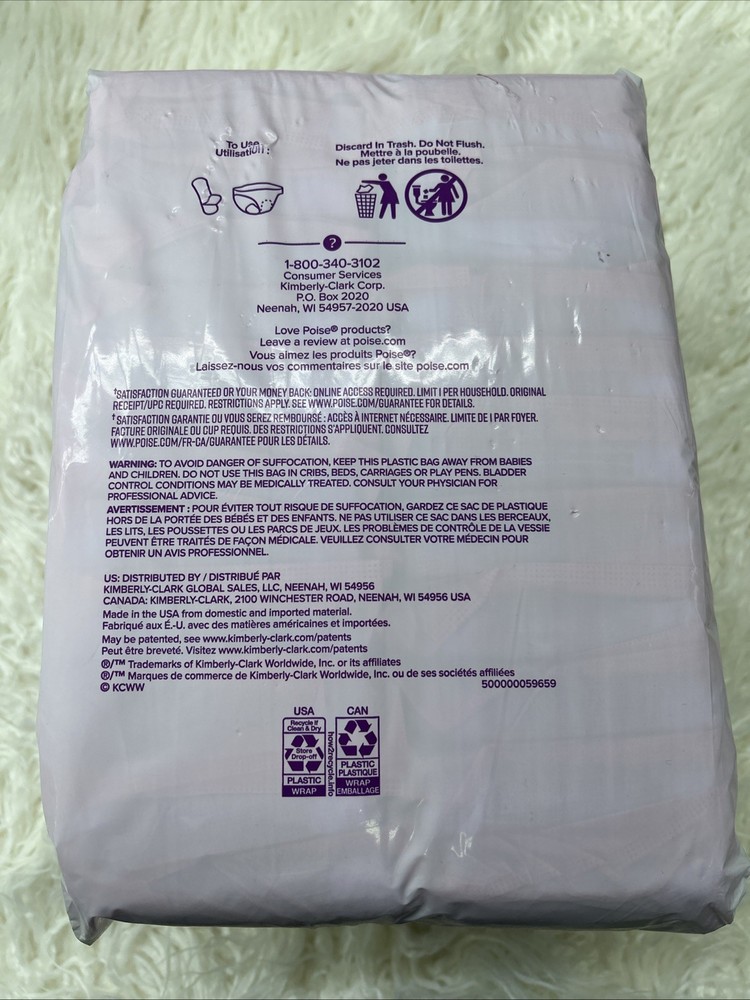 To Use
Utilisation :
Discard In Trash. Do Not Flush.
Mettre à la poubelle.
Ne pas jeter dans les toilettes.
?
1-800-340-3102
Consumer Services
Kimberly-Clark Corp.
P.O. Box 2020
Neenah, WI 54957-2020 USA
Love Poise® products?
Leave a review at poise.com
Vous aimez les produits Poise®?
Laissez-nous vos commentaires sur le site poise.com
†SATISFACTION GUARANTEED OR YOUR MONEY BACK: ONLINE ACCESS REQUIRED. LIMIT 1 PER HOUSEHOLD. ORIGINAL
RECEIPT/UPC REQUIRED. RESTRICTIONS APPLY. SEE WWW.POISE.COM/GUARANTEE FOR DETAILS.
†SATISFACTION GARANTIE OU VOUS SEREZ REMBOURSÉ : ACCÈS À INTERNET NÉCESSAIRE. LIMITE DE 1 PAR FOYER.
FACTURE ORIGINALE OU CUP REQUIS. DES RESTRICTIONS S'APPLIQUENT. CONSULTEZ
WWW.POISE.COM/FR-CA/GUARANTEE POUR LES DÉTAILS.
WARNING: TO AVOID DANGER OF SUFFOCATION, KEEP THIS PLASTIC BAG AWAY FROM BABIES
AND CHILDREN. DO NOT USE THIS BAG IN CRIBS, BEDS, CARRIAGES OR PLAY PENS. BLADDER
CONTROL CONDITIONS MAY BE MEDICALLY TREATED. CONSULT YOUR PHYSICIAN FOR
PROFESSIONAL ADVICE.
AVERTISSEMENT : POUR ÉVITER TOUT RISQUE DE SUFFOCATION, GARDEZ CE SAC DE PLASTIQUE
HORS DE LA PORTÉE DES BÉBÉS ET DES ENFANTS. NE PAS UTILISER CE SAC DANS LES BERCEAUX,
LES LITS, LES POUSSETTES OU LES PARCS DE JEUX. LES PROBLÈMES DE CONTRÔLE DE LA VESSIE
PEUVENT ÊTRE TRAITÉS DE FAÇON MÉDICALE. VEUILLEZ CONSULTER VOTRE MÉDECIN POUR
OBTENIR UN AVIS PROFESSIONNEL.
US: DISTRIBUTED BY / DISTRIBUÉ PAR
KIMBERLY-CLARK GLOBAL SALES, LLC, NEENAH, WI 54956
CANADA: KIMBERLY-CLARK, 2100 WINCHESTER ROAD, NEENAH, WI 54956 USA
Made in the USA from domestic and imported material.
Fabriqué aux É.-U. avec des matières américaines et importées.
May be patented, see www.kimberly-clark.com/patents
Peut être breveté. Visitez www.kimberly-clark.com/patents
®/™ Trademarks of Kimberly-Clark Worldwide, Inc. or its affiliates
®/™ Marques de commerce de Kimberly-Clark Worldwide, Inc. ou de ses sociétés affiliées
© KCWW 500000059659
USA
Recycle If
Clean & Dry
Store
Drop-off
PLASTIC
WRAP
how2recycle.info
CAN
PLASTIC
PLASTIQUE
WRAP
EMBALLAGE